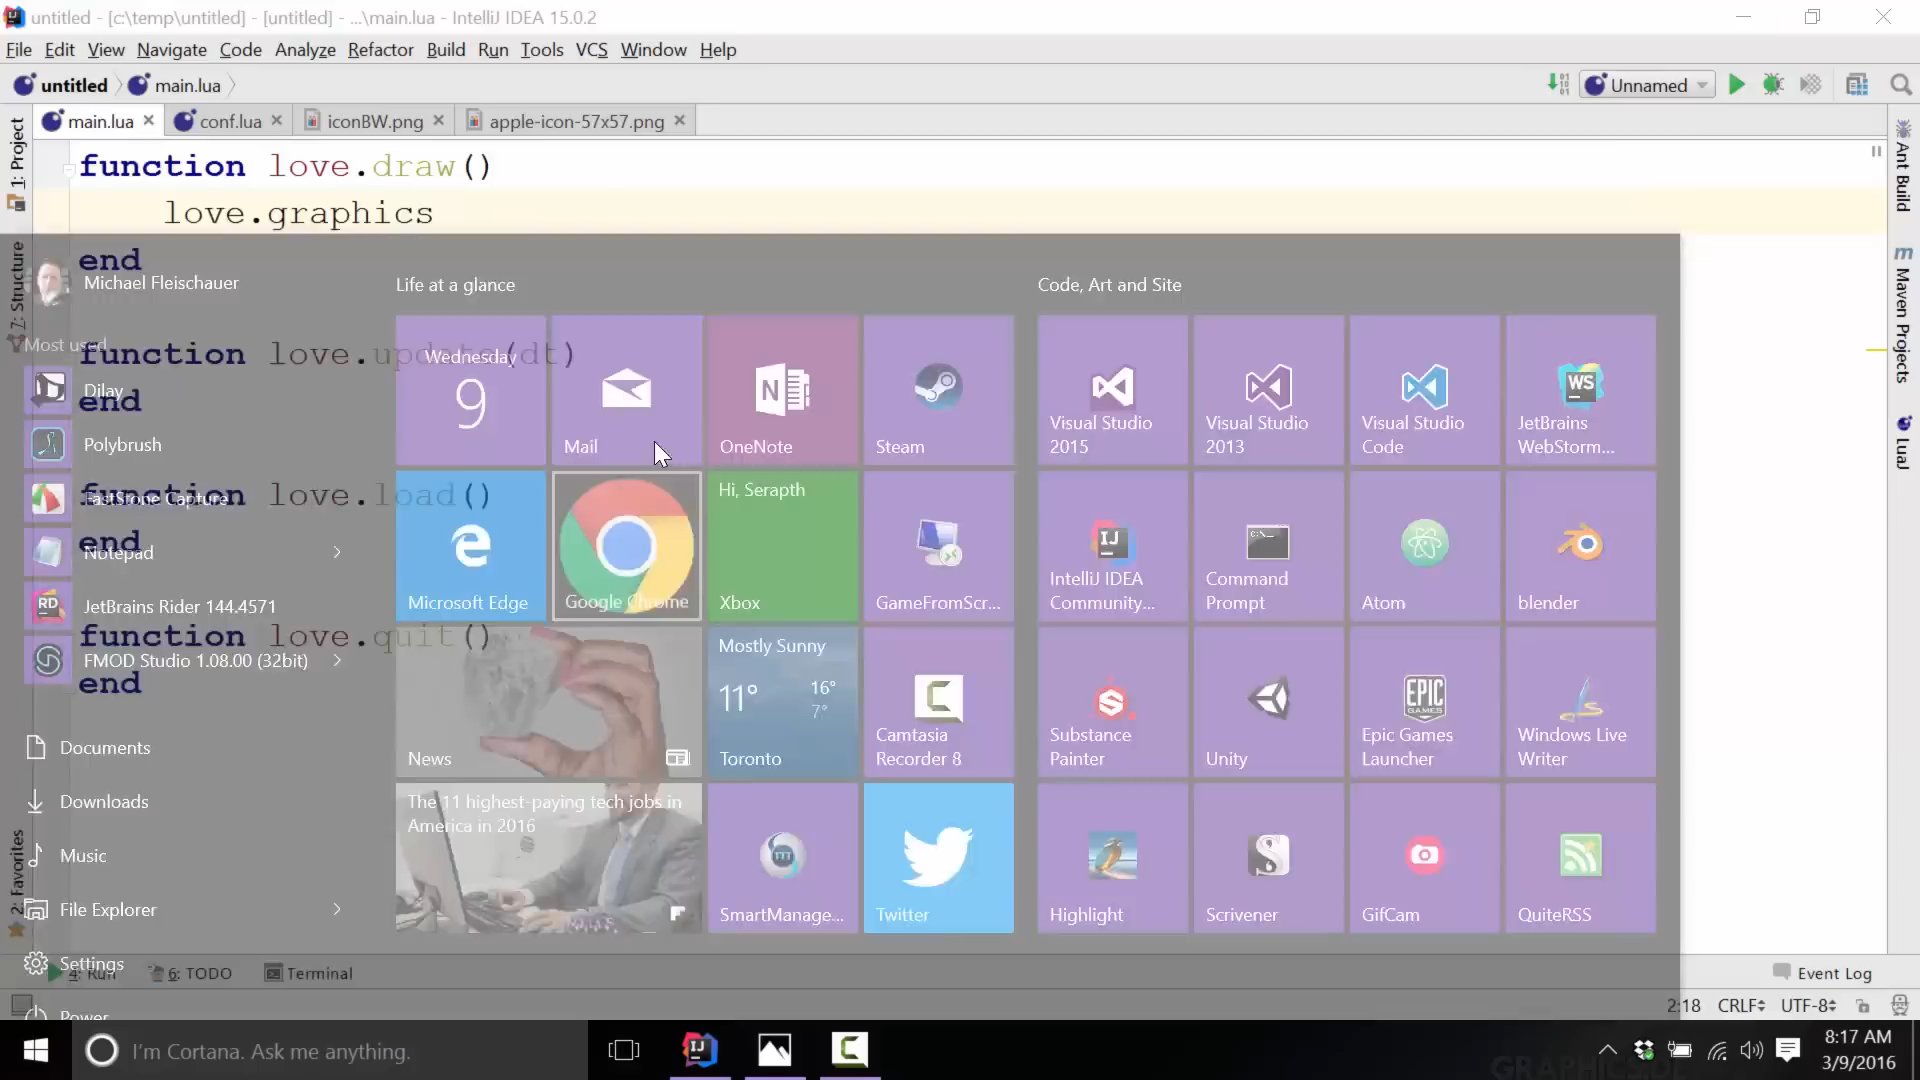 untitled - [c:\temp\untitled] - [untitled] - ...\main.lua - IntelliJ IDEA 15.0.2
File Edit View Navigate Code Analyze Refactor Build Run Tools VCS Window Help
untitled main.lua
Unnamed
main.lua conf.lua iconBW.png apple-icon-57x57.png
1: Project
7: Structure
2: Favorites
Ant Build
m
Maven Projects
LuaJ
function love.draw()
love.graphics
end
function love.update(dt)
end
function love.load()
end
function love.quit()
end
Michael Fleischauer
Most used
Dilay
Polybrush
FastStone Capture
Notepad
JetBrains Rider 144.4571
FMOD Studio 1.08.00 (32bit)
Documents
Downloads
Music
File Explorer
Settings
Power
Life at a glance
Wednesday
9
Mail
OneNote
Steam
Microsoft Edge
Google Chrome
Hi, Serapth
Xbox
GameFromScr...
News
Mostly Sunny
11° 16°
7°
Toronto
Camtasia
Recorder 8
The 11 highest-paying tech jobs in
America in 2016
SmartManage...
Twitter
Code, Art and Site
Visual Studio
2015
Visual Studio
2013
Visual Studio
Code
WS
JetBrains
WebStorm...
IJ
IntelliJ IDEA
Community...
C:\_
Command
Prompt
Atom
blender
Substance
Painter
Unity
EPIC
GAMES
Epic Games
Launcher
Windows Live
Writer
Highlight
Scrivener
GifCam
QuiteRSS
4: Run 6: TODO Terminal
Event Log
2:18 CRLF UTF-8
I'm Cortana. Ask me anything.
8:17 AM
3/9/2016